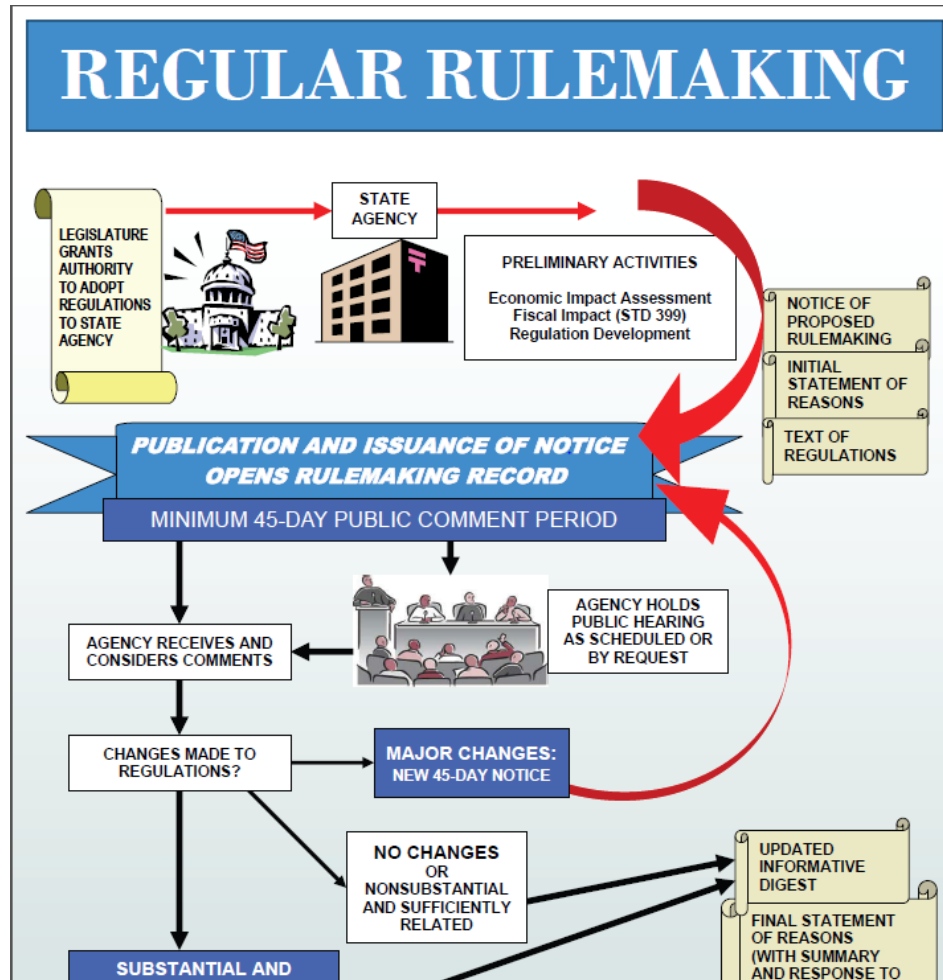 REGULAR RULEMAKING
LEGISLATURE
GRANTS
AUTHORITY
TO ADOPT
REGULATIONS
TO STATE
AGENCY
STATE
AGENCY
PRELIMINARY ACTIVITIES
Economic Impact Assessment
Fiscal Impact (STD 399)
Regulation Development
NOTICE OF
PROPOSED
RULEMAKING
INITIAL
STATEMENT OF
REASONS
TEXT OF
REGULATIONS
PUBLICATION AND ISSUANCE OF NOTICE
OPENS RULEMAKING RECORD
MINIMUM 45-DAY PUBLIC COMMENT PERIOD
AGENCY HOLDS
PUBLIC HEARING
AS SCHEDULED OR
BY REQUEST
AGENCY RECEIVES AND
CONSIDERS COMMENTS
CHANGES MADE TO
REGULATIONS?
MAJOR CHANGES:
NEW 45-DAY NOTICE
NO CHANGES
OR
NONSUBSTANTIAL
AND SUFFICIENTLY
RELATED
UPDATED
INFORMATIVE
DIGEST
SUBSTANTIAL AND
FINAL STATEMENT
OF REASONS
(WITH SUMMARY
AND RESPONSE TO